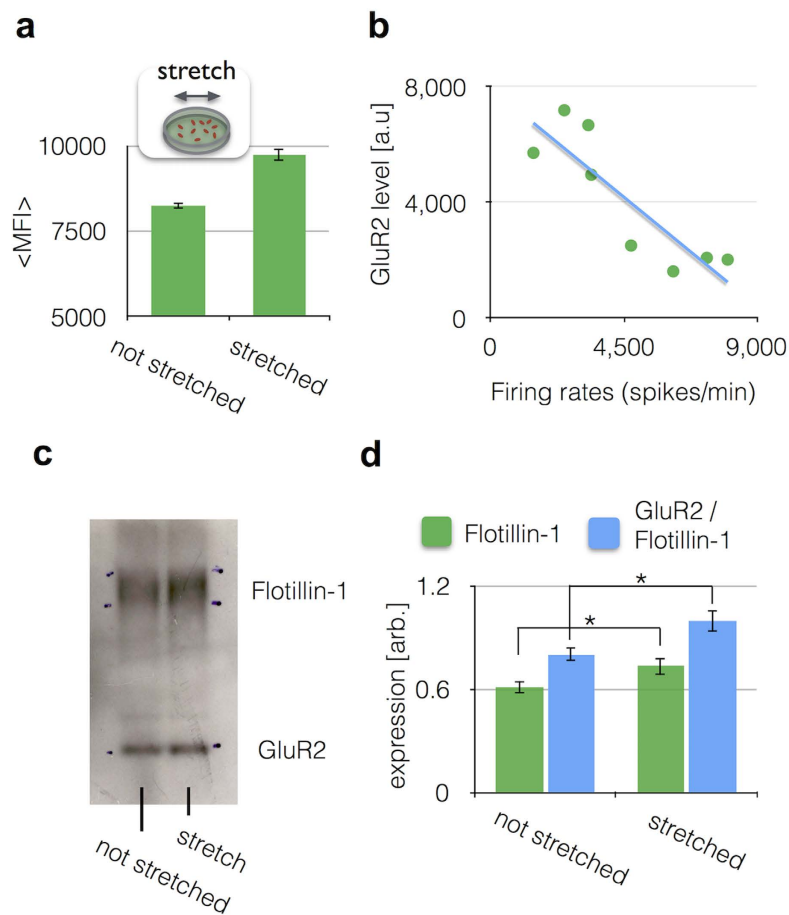 a
stretch
10000
7500
5000
<MFI>
not stretched
stretched
b
8,000
4,000
0
GluR2 level [a.u]
0
4,500
9,000
Firing rates (spikes/min)
c
Flotillin-1
GluR2
stretch
not stretched
d
Flotillin-1
GluR2 /
Flotillin-1
1.2
0.6
0
expression [arb.]
*
*
not stretched
stretched